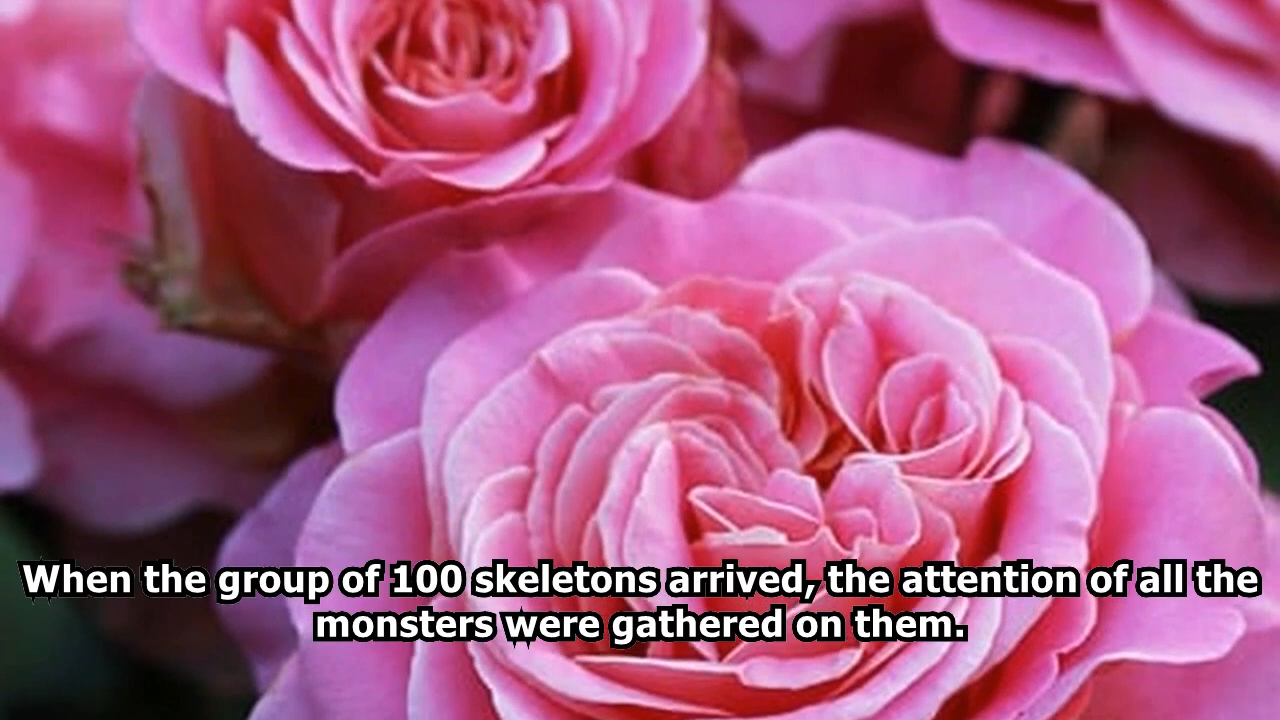 When the group of 100 skeletons arrived, the attention of all the
monsters were gathered on them.